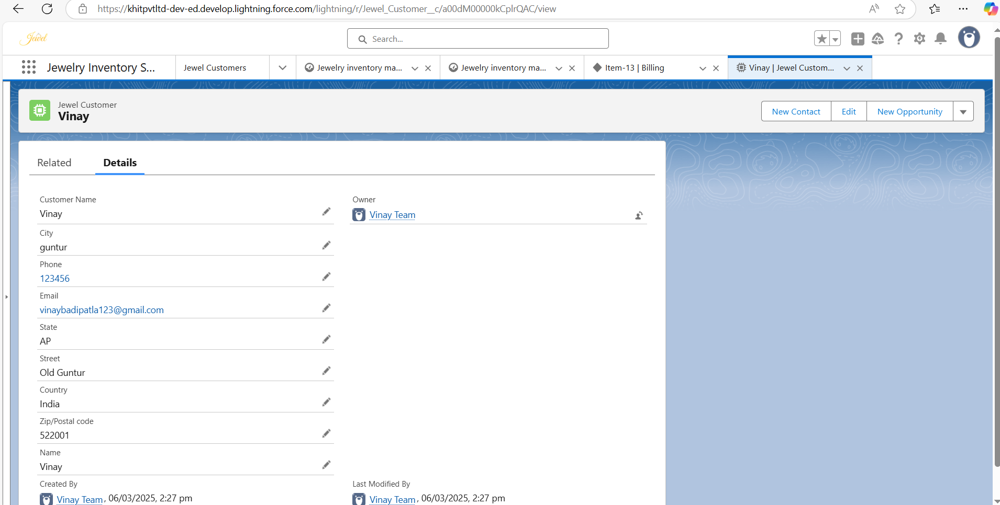 https://khitpvtltd-dev-ed.develop.lightning.force.com/lightning/r/Jewel_Customer__c/a00dM00000kCplrQAC/view
Jewel
Search...
Jewelry Inventory S...
Jewel Customers
Jewelry inventory ma...
Jewelry inventory ma...
Item-13 | Billing
Vinay | Jewel Custom...
Jewel Customer
Vinay
New Contact
Edit
New Opportunity
Related
Details
Customer Name
Vinay
Owner
Vinay Team
City
guntur
Phone
123456
Email
vinaybadipatla123@gmail.com
State
AP
Street
Old Guntur
Country
India
Zip/Postal code
522001
Name
Vinay
Created By
Vinay Team, 06/03/2025, 2:27 pm
Last Modified By
Vinay Team, 06/03/2025, 2:27 pm